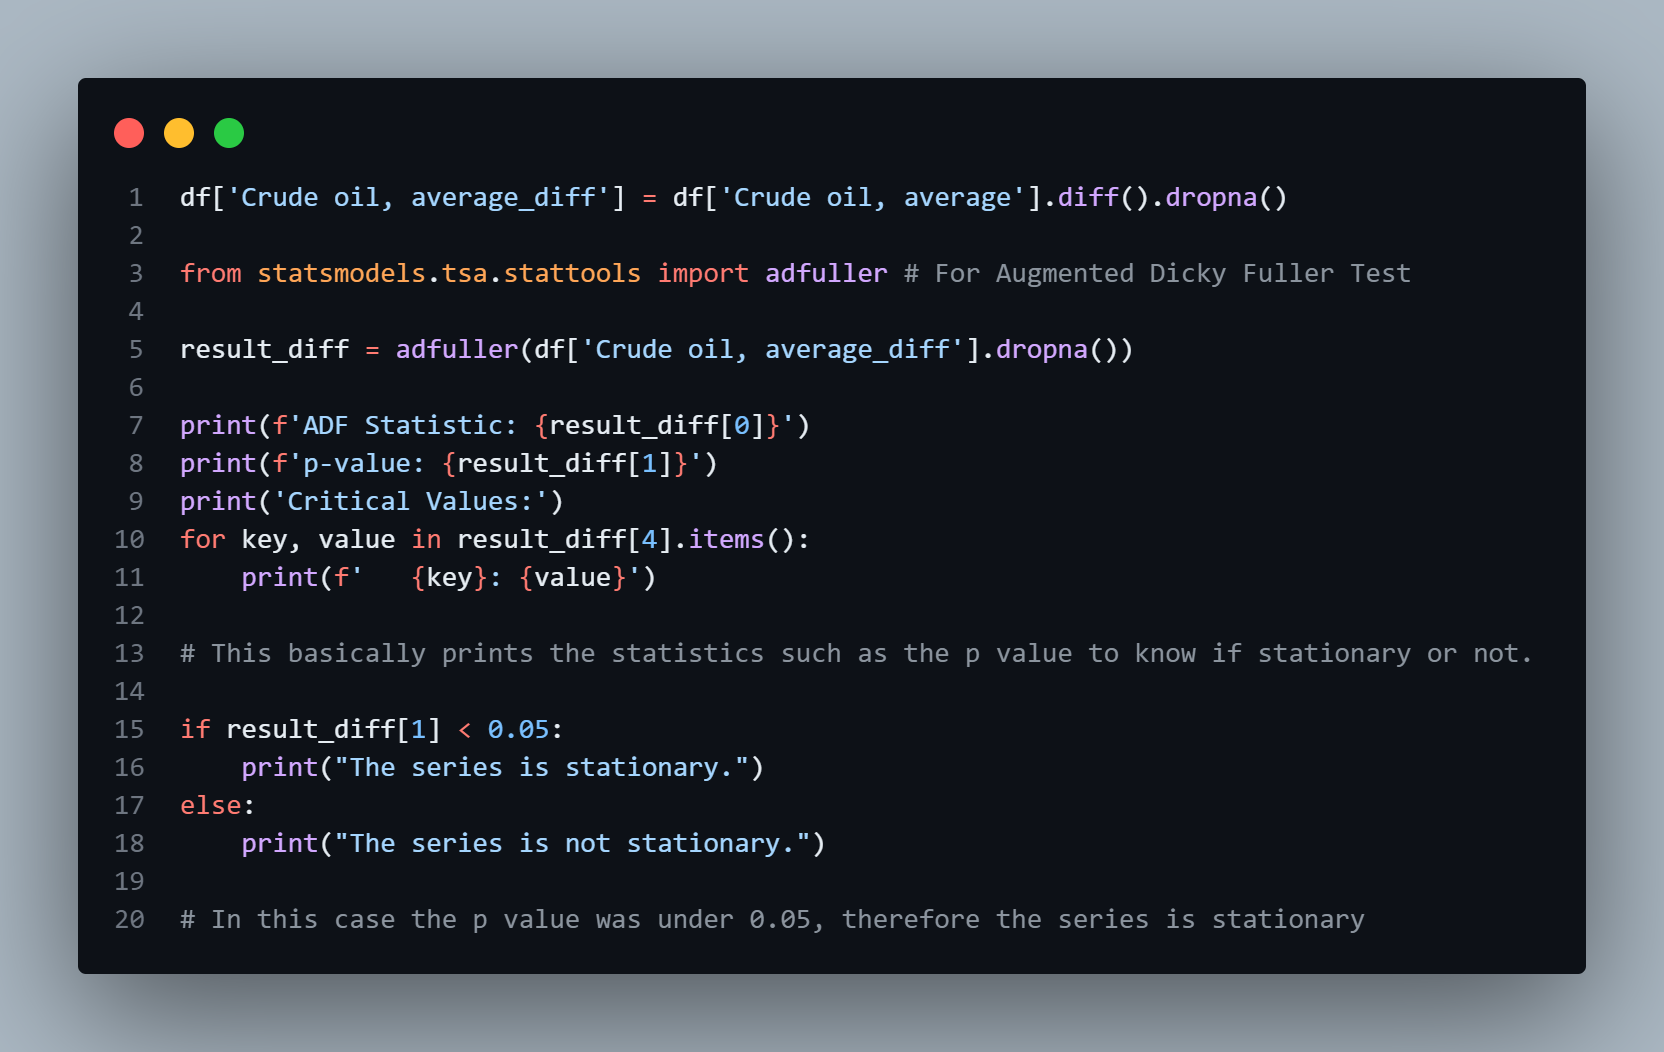 1 df['Crude oil, average_diff'] = df['Crude oil, average'].diff().dropna()
2
3 from statsmodels.tsa.stattools import adfuller # For Augmented Dicky Fuller Test
4
5 result_diff = adfuller(df['Crude oil, average_diff'].dropna())
6
7 print(f'ADF Statistic: {result_diff[0]}')
8 print(f'p-value: {result_diff[1]}')
9 print('Critical Values:')
10 for key, value in result_diff[4].items():
11     print(f'   {key}: {value}')
12
13 # This basically prints the statistics such as the p value to know if stationary or not.
14
15 if result_diff[1] < 0.05:
16     print("The series is stationary.")
17 else:
18     print("The series is not stationary.")
19
20 # In this case the p value was under 0.05, therefore the series is stationary